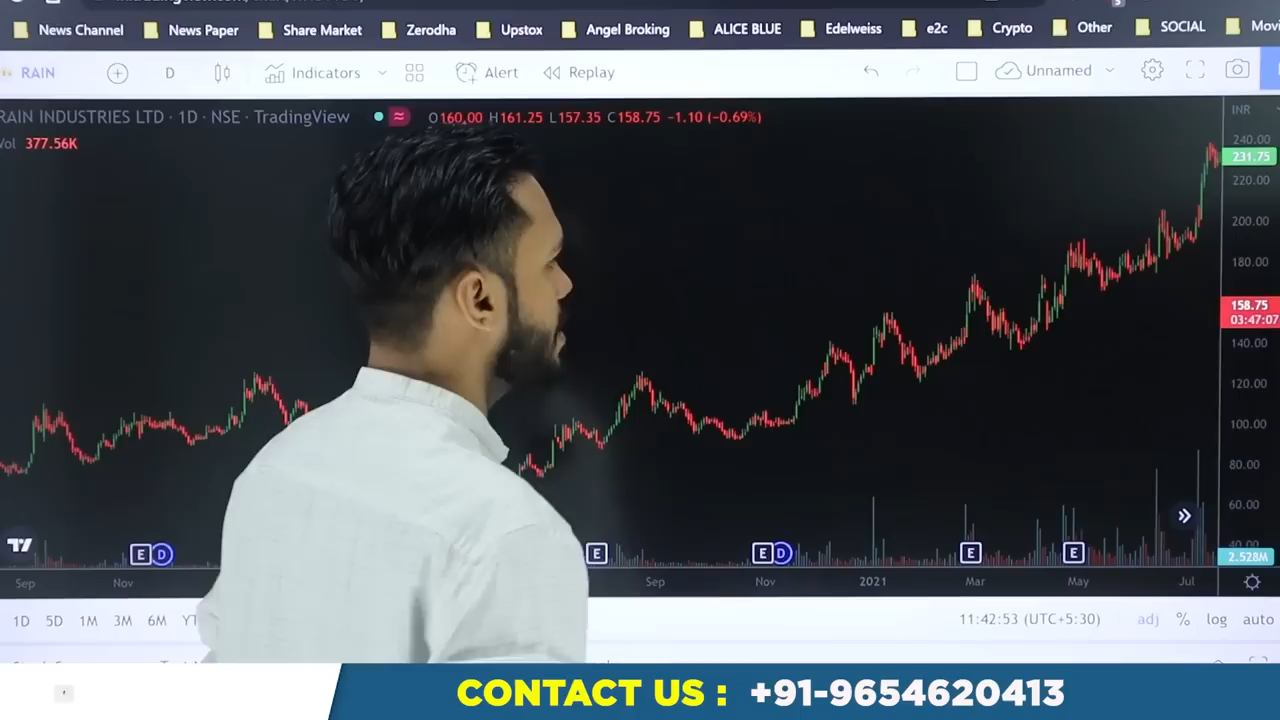 News Channel News Paper Share Market Zerodha Upstox Angel Broking ALICE BLUE Edelweiss e2c Crypto Other SOCIAL Movi
RAIN D Indicators Alert Replay Unnamed
RAIN INDUSTRIES LTD · 1D · NSE · TradingView O160.00 H161.25 L157.35 C158.75 −1.10 (−0.69%) INR
Vol 377.56K
240.00
231.75
220.00
200.00
180.00
158.75
03:47:07
140.00
120.00
100.00
80.00
60.00
40.00
E D E E D E E 2.528M
Sep Nov Sep Nov 2021 Mar May Jul
1D 5D 1M 3M 6M YT 11:42:53 (UTC+5:30) adj % log auto
CONTACT US : +91-9654620413